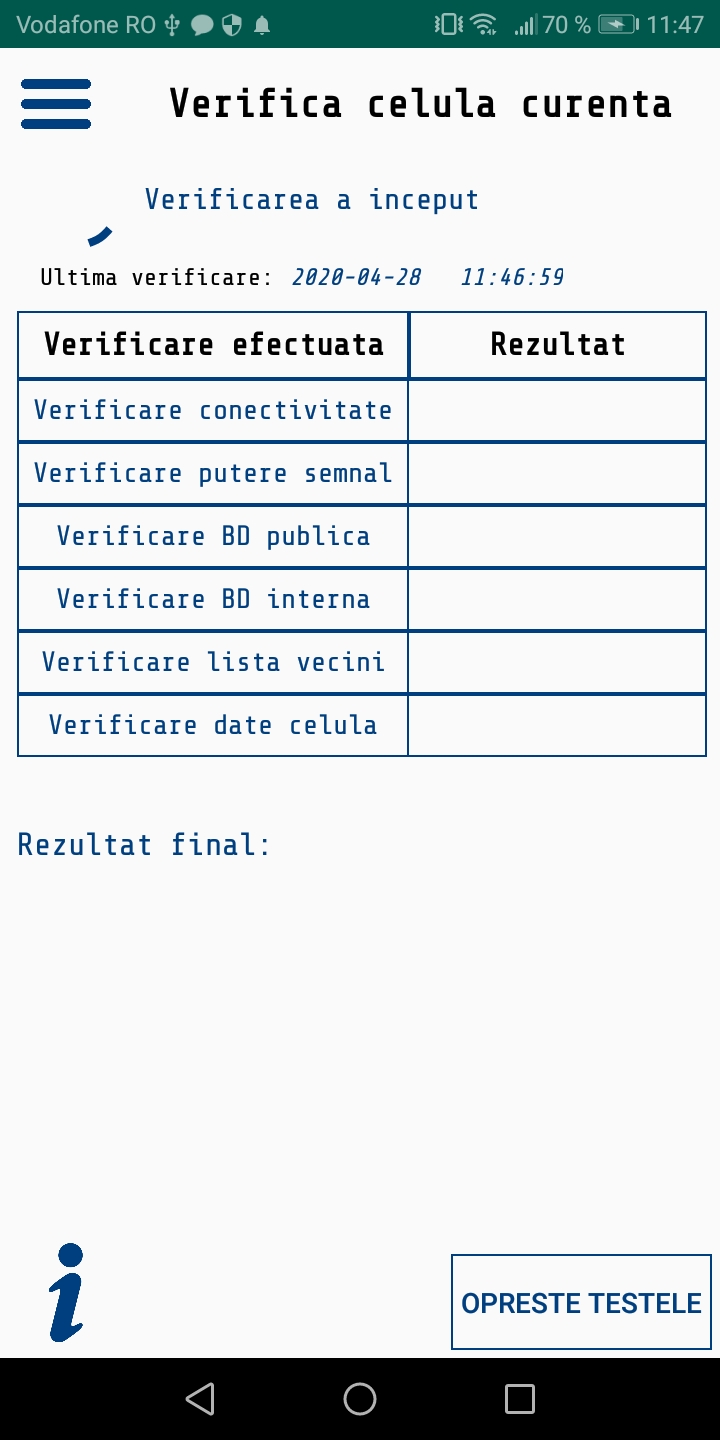 Vodafone RO 70 % 11:47
Verifica celula curenta
Verificarea a inceput
Ultima verificare: 2020-04-28 11:46:59
Verificare efectuata Rezultat
Verificare conectivitate
Verificare putere semnal
Verificare BD publica
Verificare BD interna
Verificare lista vecini
Verificare date celula
Rezultat final:
OPRESTE TESTELE